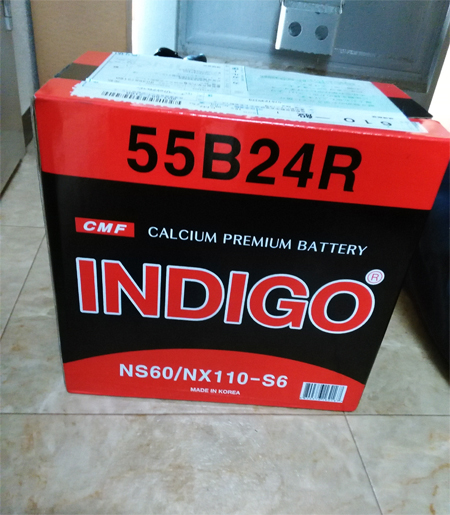 55B24R
CMF
CALCIUM PREMIUM BATTERY
INDIGO®
NS60/NX110-S6
MADE IN KOREA